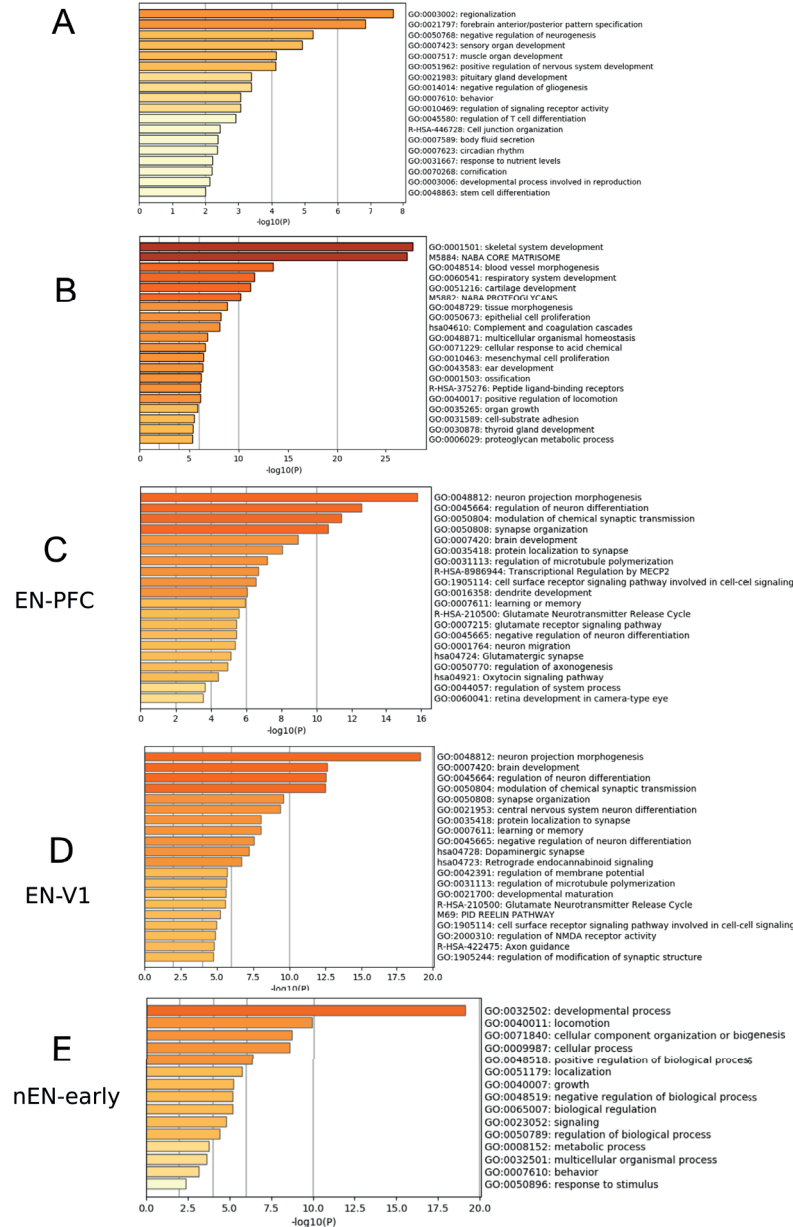 A
GO:0003002: regionalization
GO:0021797: forebrain anterior/posterior pattern specification
GO:0050768: negative regulation of neurogenesis
GO:0007423: sensory organ development
GO:0007517: muscle organ development
GO:0051962: positive regulation of nervous system development
GO:0021983: pituitary gland development
GO:0014014: negative regulation of gliogenesis
GO:0007610: behavior
GO:0010469: regulation of signaling receptor activity
GO:0045580: regulation of T cell differentiation
R-HSA-446728: Cell junction organization
GO:0007589: body fluid secretion
GO:0007623: circadian rhythm
GO:0031667: response to nutrient levels
GO:0070268: cornification
GO:0003006: developmental process involved in reproduction
GO:0048863: stem cell differentiation
0 1 2 3 4 5 6 7 8
-log10(P)
B
GO:0001501: skeletal system development
M5884: NABA CORE MATRISOME
GO:0048514: blood vessel morphogenesis
GO:0060541: respiratory system development
GO:0051216: cartilage development
M5882: NABA PROTEOGLYCANS
GO:0048729: tissue morphogenesis
GO:0050673: epithelial cell proliferation
hsa04610: Complement and coagulation cascades
GO:0048871: multicellular organismal homeostasis
GO:0071229: cellular response to acid chemical
GO:0010463: mesenchymal cell proliferation
GO:0043583: ear development
GO:0001503: ossification
R-HSA-375276: Peptide ligand-binding receptors
GO:0040017: positive regulation of locomotion
GO:0035265: organ growth
GO:0031589: cell-substrate adhesion
GO:0030878: thyroid gland development
GO:0006029: proteoglycan metabolic process
0 5 10 15 20 25
-log10(P)
C
EN-PFC
GO:0048812: neuron projection morphogenesis
GO:0045664: regulation of neuron differentiation
GO:0050804: modulation of chemical synaptic transmission
GO:0050808: synapse organization
GO:0007420: brain development
GO:0035418: protein localization to synapse
GO:0031113: regulation of microtubule polymerization
R-HSA-8986944: Transcriptional Regulation by MECP2
GO:1905114: cell surface receptor signaling pathway involved in cell-cel signaling
GO:0016358: dendrite development
GO:0007611: learning or memory
R-HSA-210500: Glutamate Neurotransmitter Release Cycle
GO:0007215: glutamate receptor signaling pathway
GO:0045665: negative regulation of neuron differentiation
GO:0001764: neuron migration
hsa04724: Glutamatergic synapse
GO:0050770: regulation of axonogenesis
hsa04921: Oxytocin signaling pathway
GO:0044057: regulation of system process
GO:0060041: retina development in camera-type eye
0 2 4 6 8 10 12 14 16
-log10(P)
D
EN-V1
GO:0048812: neuron projection morphogenesis
GO:0007420: brain development
GO:0045664: regulation of neuron differentiation
GO:0050804: modulation of chemical synaptic transmission
GO:0050808: synapse organization
GO:0021953: central nervous system neuron differentiation
GO:0035418: protein localization to synapse
GO:0007611: learning or memory
GO:0045665: negative regulation of neuron differentiation
hsa04728: Dopaminergic synapse
hsa04723: Retrograde endocannabinoid signaling
GO:0042391: regulation of membrane potential
GO:0031113: regulation of microtubule polymerization
GO:0021700: developmental maturation
R-HSA-210500: Glutamate Neurotransmitter Release Cycle
M69: PID REELIN PATHWAY
GO:1905114: cell surface receptor signaling pathway involved in cell-cell signaling
GO:2000310: regulation of NMDA receptor activity
R-HSA-422475: Axon guidance
GO:1905244: regulation of modification of synaptic structure
0.0 2.5 5.0 7.5 10.0 12.5 15.0 17.5 20.0
-log10(P)
E
nEN-early
GO:0032502: developmental process
GO:0040011: locomotion
GO:0071840: cellular component organization or biogenesis
GO:0009987: cellular process
GO:0048518: positive regulation of biological process
GO:0051179: localization
GO:0040007: growth
GO:0048519: negative regulation of biological process
GO:0065007: biological regulation
GO:0023052: signaling
GO:0050789: regulation of biological process
GO:0008152: metabolic process
GO:0032501: multicellular organismal process
GO:0007610: behavior
GO:0050896: response to stimulus
0.0 2.5 5.0 7.5 10.0 12.5 15.0 17.5 20.0
-log10(P)